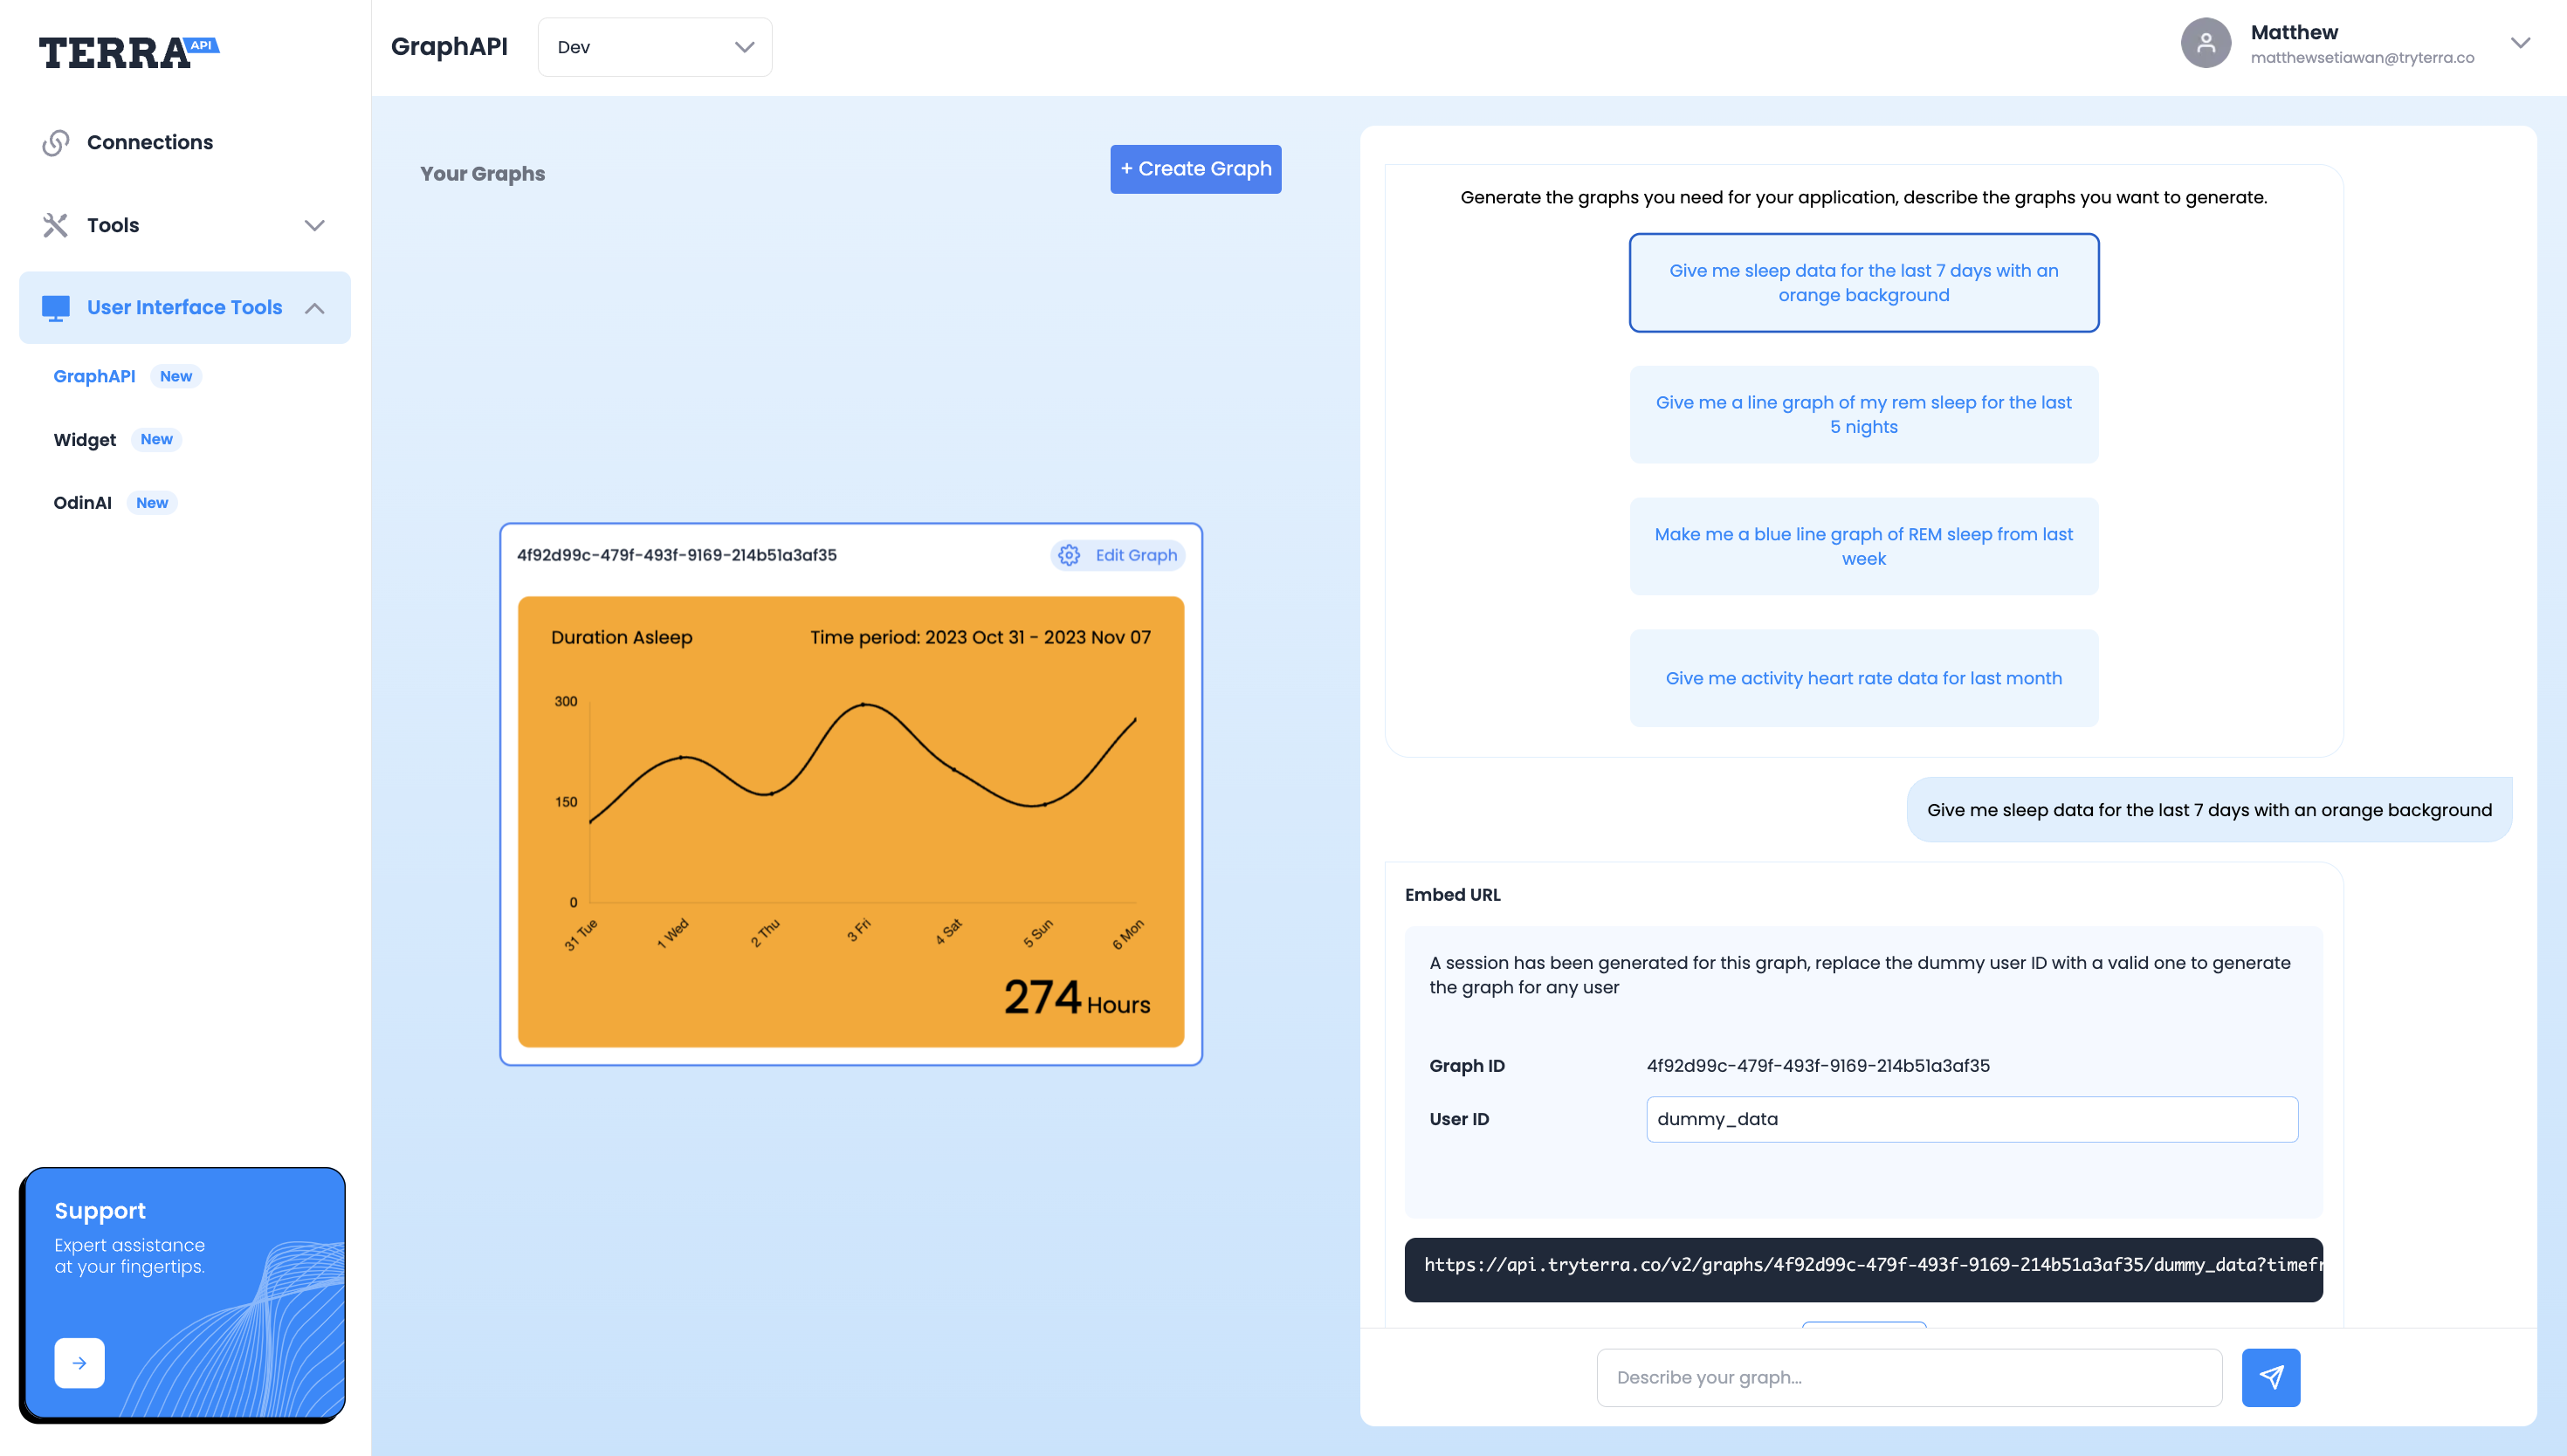 TERRA API
GraphAPI
Dev
Matthew
matthewsetiawan@tryterra.co
Connections
Tools
User Interface Tools
GraphAPI New
Widget New
OdinAI New
Support
Expert assistance
at your fingertips.
Your Graphs
+ Create Graph
4f92d99c-479f-493f-9169-214b51a3af35
Edit Graph
Duration Asleep
Time period: 2023 Oct 31 - 2023 Nov 07
300
150
0
31 Tue
1 Wed
2 Thu
3 Fri
4 Sat
5 Sun
6 Mon
274 Hours
Generate the graphs you need for your application, describe the graphs you want to generate.
Give me sleep data for the last 7 days with an
orange background
Give me a line graph of my rem sleep for the last
5 nights
Make me a blue line graph of REM sleep from last
week
Give me activity heart rate data for last month
Give me sleep data for the last 7 days with an orange background
Embed URL
A session has been generated for this graph, replace the dummy user ID with a valid one to generate
the graph for any user
Graph ID
4f92d99c-479f-493f-9169-214b51a3af35
User ID
dummy_data
https://api.tryterra.co/v2/graphs/4f92d99c-479f-493f-9169-214b51a3af35/dummy_data?timefr
Describe your graph...